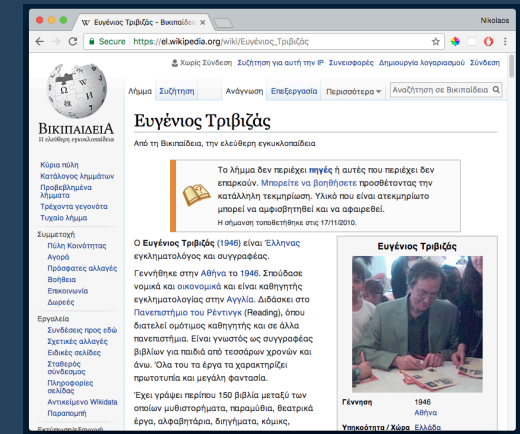 Ευγένιος Τριβιζάς - Βικιπαίδει
Nikolaos
Secure https://el.wikipedia.org/wiki/Ευγένιος_Τριβιζάς
Χωρίς Σύνδεση Συζήτηση για αυτή την IP Συνεισφορές Δημιουργία λογαριασμού Σύνδεση
Λήμμα Συζήτηση Ανάγνωση Επεξεργασία Περισσότερα Αναζήτηση σε Βικιπαίδεια
ΒΙΚΙΠΑΙΔΕΙΑ
Η ελεύθερη εγκυκλοπαίδεια
Κύρια πύλη
Κατάλογος λημμάτων
Προβεβλημένα
λήμματα
Τρέχοντα γεγονότα
Τυχαίο λήμμα
Συμμετοχή
Πύλη Κοινότητας
Αγορά
Πρόσφατες αλλαγές
Βοήθεια
Επικοινωνία
Δωρεές
Εργαλεία
Συνδέσεις προς εδώ
Σχετικές αλλαγές
Ειδικές σελίδες
Σταθερός
σύνδεσμος
Πληροφορίες
σελίδας
Αντικείμενο Wikidata
Παραπομπή
Εκτύπωση/εξαγωγή
Ευγένιος Τριβιζάς
Από τη Βικιπαίδεια, την ελεύθερη εγκυκλοπαίδεια
Το λήμμα δεν περιέχει πηγές ή αυτές που περιέχει δεν
επαρκούν. Μπορείτε να βοηθήσετε προσθέτοντας την
κατάλληλη τεκμηρίωση. Υλικό που είναι ατεκμηρίωτο
μπορεί να αμφισβητηθεί και να αφαιρεθεί.
Η σήμανση τοποθετήθηκε στις 17/11/2010.
Ο Ευγένιος Τριβιζάς (1946) είναι Έλληνας
εγκληματολόγος και συγγραφέας.
Γεννήθηκε στην Αθήνα το 1946. Σπούδασε
νομικά και οικονομικά και είναι καθηγητής
εγκληματολογίας στην Αγγλία. Διδάσκει στο
Πανεπιστήμιο του Ρέντινγκ (Reading), όπου
διατελεί ομότιμος καθηγητής και σε άλλα
πανεπιστήμια. Είναι γνωστός ως συγγραφέας
βιβλίων για παιδιά από τεσσάρων χρονών και
άνω. Όλα του τα έργα τα χαρακτηρίζει
πρωτοτυπία και μεγάλη φαντασία.
Έχει γράψει περίπου 150 βιβλία μεταξύ των
οποίων μυθιστορήματα, παραμύθια, θεατρικά
έργα, αλφαβητάρια, διηγήματα, κόμικς,
Ευγένιος Τριβιζάς
Γέννηση 1946
Αθήνα
Υπηκοότητα / Χώρα Ελλάδα